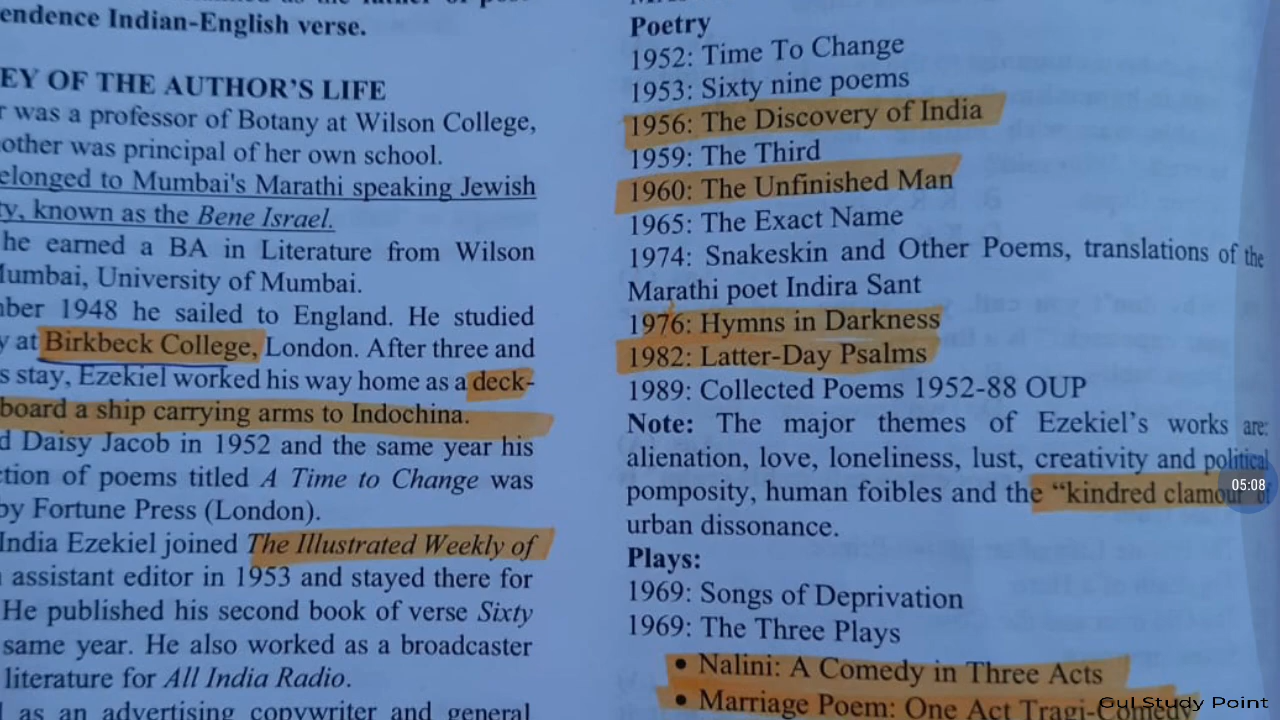 endence Indian-English verse.
EY OF THE AUTHOR'S LIFE
r was a professor of Botany at Wilson College,
other was principal of her own school.
elonged to Mumbai's Marathi speaking Jewish
ty, known as the Bene Israel.
he earned a BA in Literature from Wilson
Mumbai, University of Mumbai.
mber 1948 he sailed to England. He studied
y at Birkbeck College, London. After three and
s stay, Ezekiel worked his way home as a deck-
board a ship carrying arms to Indochina.
d Daisy Jacob in 1952 and the same year his
ction of poems titled A Time to Change was
by Fortune Press (London).
India Ezekiel joined The Illustrated Weekly of
assistant editor in 1953 and stayed there for
He published his second book of verse Sixty
same year. He also worked as a broadcaster
literature for All India Radio.
as an advertising copywriter and general
Poetry
1952: Time To Change
1953: Sixty nine poems
1956: The Discovery of India
1959: The Third
1960: The Unfinished Man
1965: The Exact Name
1974: Snakeskin and Other Poems, translations of the
Marathi poet Indira Sant
1976: Hymns in Darkness
1982: Latter-Day Psalms
1989: Collected Poems 1952-88 OUP
Note: The major themes of Ezekiel's works are:
alienation, love, loneliness, lust, creativity and political
pomposity, human foibles and the "kindred clamour of
urban dissonance.
Plays:
1969: Songs of Deprivation
1969: The Three Plays
• Nalini: A Comedy in Three Acts
• Marriage Poem: One Act Tragi-Comedy
05:08
Gul Study Point